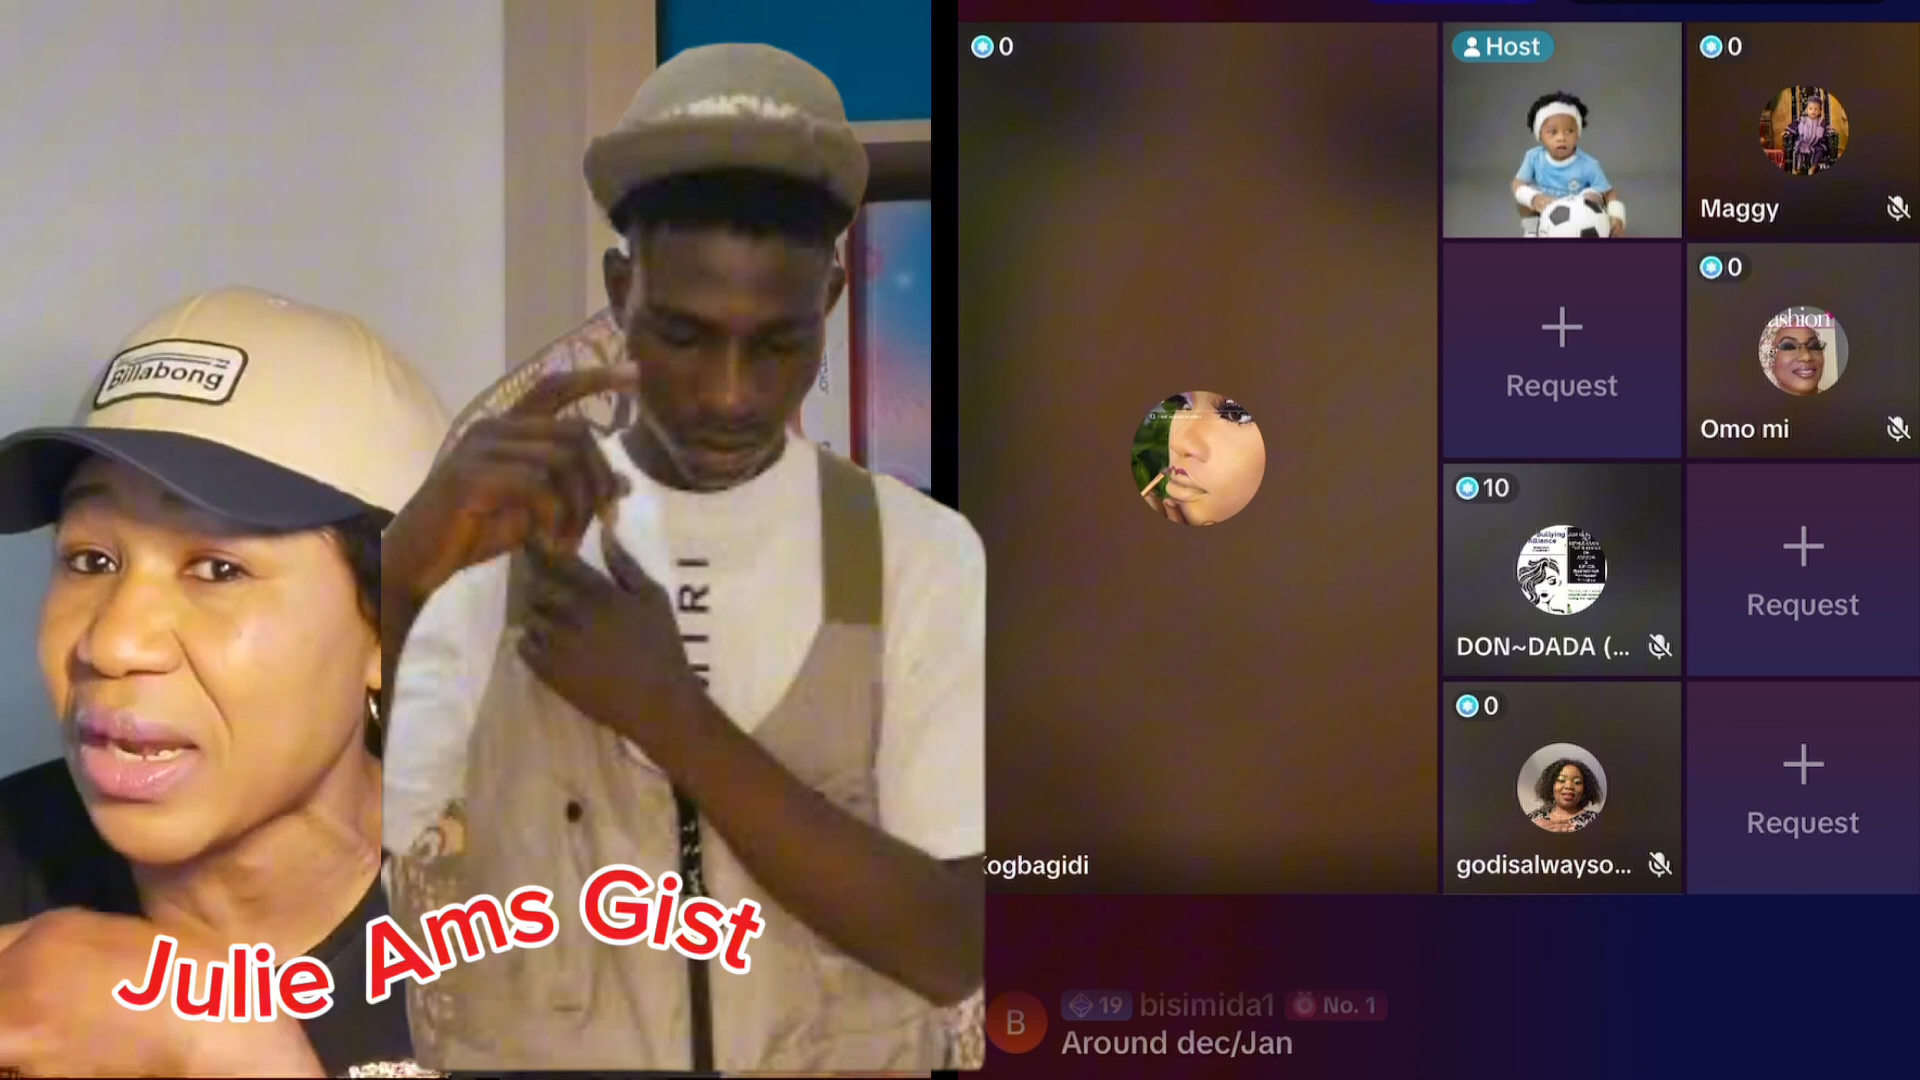 Billabong
Julie Ams Gist
0
ogbagidi
Host
0
Maggy
Request
0
ashion
Omo mi
10
DON~DADA (...
Request
0
godisalwayso...
Request
B
19 bisimida1 No. 1
Around dec/Jan